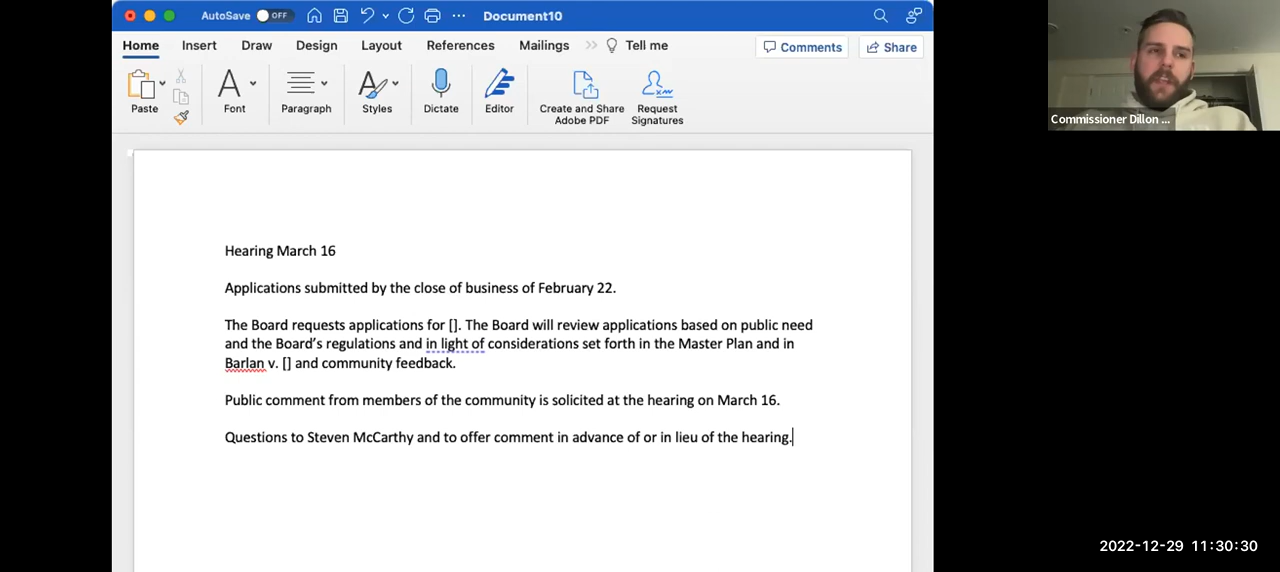 AutoSave OFF ... Document10
Home Insert Draw Design Layout References Mailings >> Tell me Comments Share
Paste Font Paragraph Styles Dictate Editor Create and Share Adobe PDF Request Signatures
Commissioner Dillon ...
Hearing March 16
Applications submitted by the close of business of February 22.
The Board requests applications for []. The Board will review applications based on public need
and the Board's regulations and in light of considerations set forth in the Master Plan and in
Barlan v. [] and community feedback.
Public comment from members of the community is solicited at the hearing on March 16.
Questions to Steven McCarthy and to offer comment in advance of or in lieu of the hearing.
2022-12-29 11:30:30